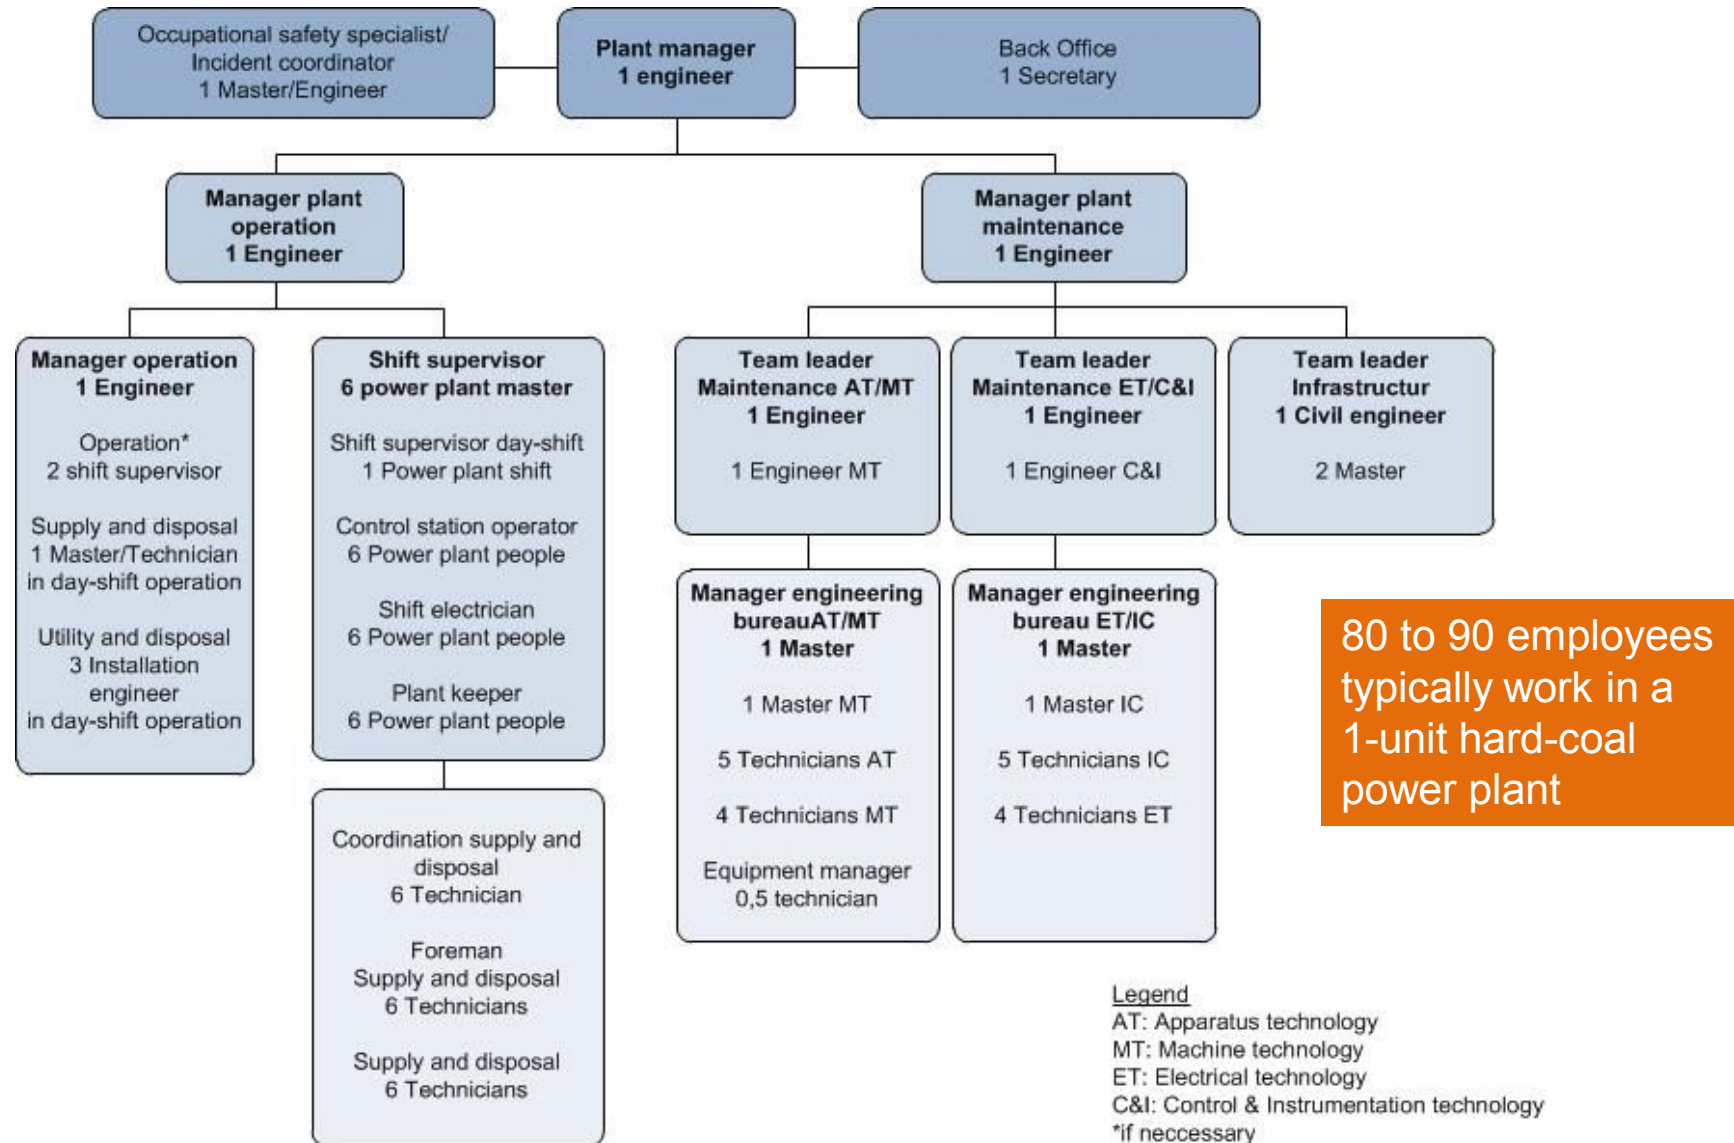 Occupational safety specialist/
Incident coordinator
1 Master/Engineer
Plant manager
1 engineer
Back Office
1 Secretary
Manager plant
operation
1 Engineer
Manager plant
maintenance
1 Engineer
Manager operation
1 Engineer
Operation*
2 shift supervisor
Supply and disposal
1 Master/Technician
in day-shift operation
Utility and disposal
3 Installation
engineer
in day-shift operation
Shift supervisor
6 power plant master
Shift supervisor day-shift
1 Power plant shift
Control station operator
6 Power plant people
Shift electrician
6 Power plant people
Plant keeper
6 Power plant people
Coordination supply and
disposal
6 Technician
Foreman
Supply and disposal
6 Technicians
Supply and disposal
6 Technicians
Team leader
Maintenance AT/MT
1 Engineer
1 Engineer MT
Team leader
Maintenance ET/C&I
1 Engineer
1 Engineer C&I
Team leader
Infrastructur
1 Civil engineer
2 Master
Manager engineering
bureauAT/MT
1 Master
1 Master MT
5 Technicians AT
4 Technicians MT
Equipment manager
0,5 technician
Manager engineering
bureau ET/IC
1 Master
1 Master IC
5 Technicians IC
4 Technicians ET
80 to 90 employees
typically work in a
1-unit hard-coal
power plant
Legend
AT: Apparatus technology
MT: Machine technology
ET: Electrical technology
C&I: Control & Instrumentation technology
*if neccessary